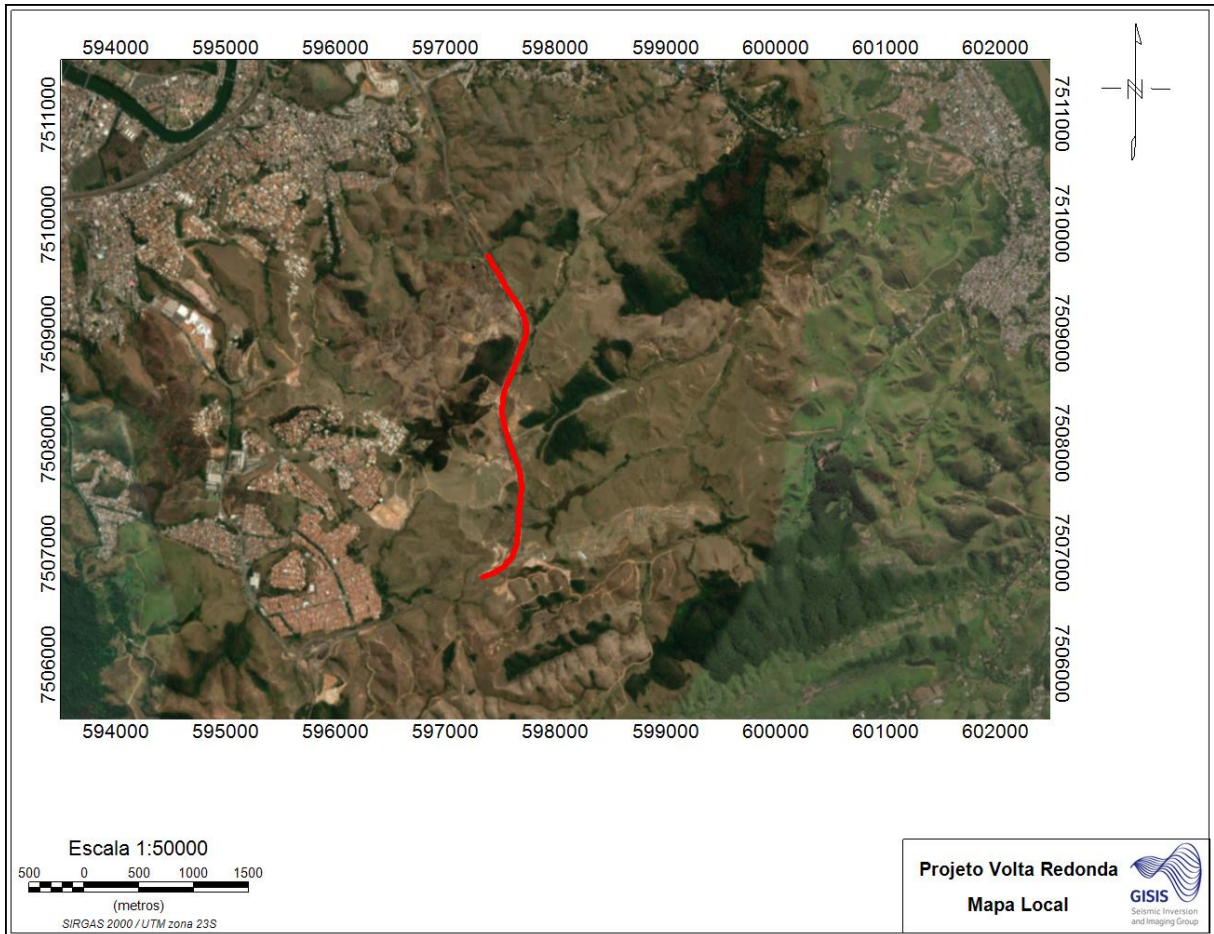 594000 595000 596000 597000 598000 599000 600000 601000 602000
N
7511000 7511000
7510000 7510000
7509000 7509000
7508000 7508000
7507000 7507000
7506000 7506000
594000 595000 596000 597000 598000 599000 600000 601000 602000
Escala 1:50000
500 0 500 1000 1500
(metros)
SIRGAS 2000 / UTM zona 23S
Projeto Volta Redonda
Mapa Local
GISIS
Seismic Inversion
and Imaging Group